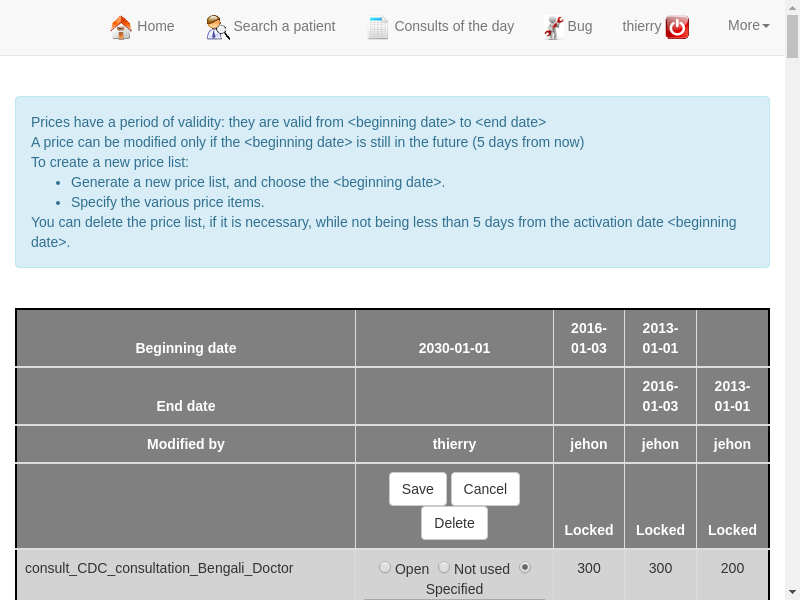 Home Search a patient Consults of the day Bug thierry More
Prices have a period of validity: they are valid from <beginning date> to <end date>
A price can be modified only if the <beginning date> is still in the future (5 days from now)
To create a new price list:
• Generate a new price list, and choose the <beginning date>.
• Specify the various price items.
You can delete the price list, if it is necessary, while not being less than 5 days from the activation date <beginning
date>.
2016- 2013-
Beginning date 2030-01-01 01-03 01-01
2016- 2013-
End date 01-03 01-01
Modified by thierry jehon jehon jehon
Save Cancel
Delete Locked Locked Locked
consult_CDC_consultation_Bengali_Doctor Open Not used 300 300 200
Specified